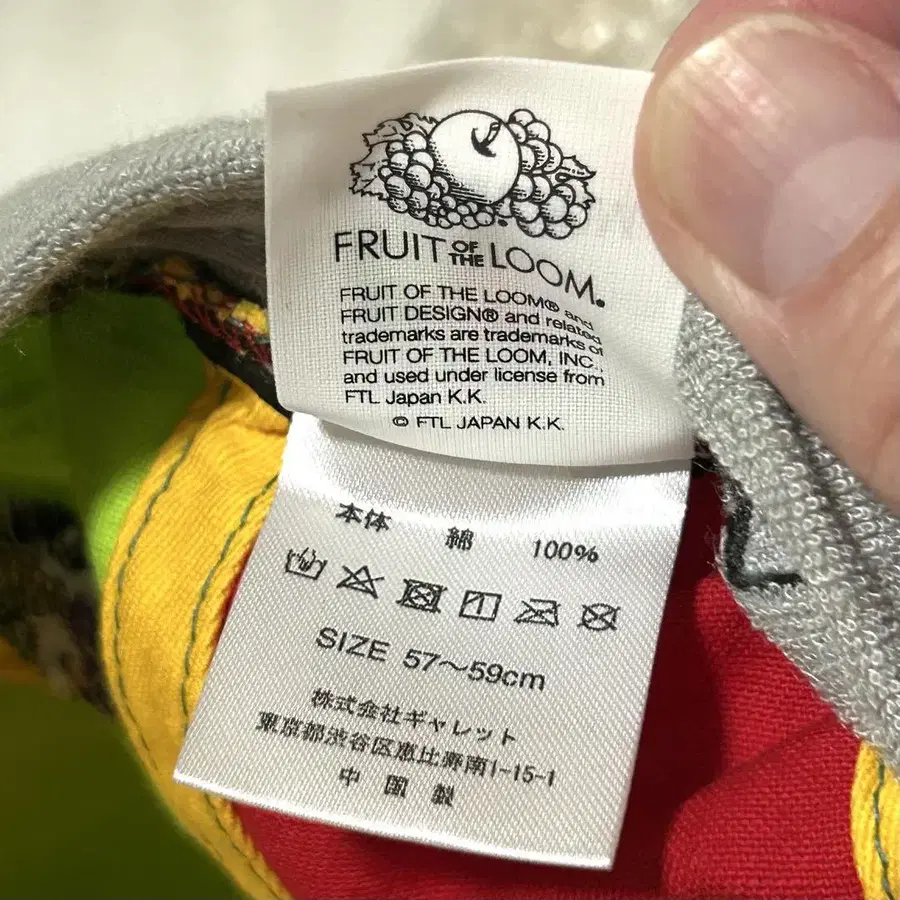 FRUIT OF THE LOOM.
FRUIT OF THE LOOM® and
FRUIT DESIGN® and related
trademarks are trademarks of
FRUIT OF THE LOOM, INC.,
and used under license from
FTL Japan K.K.
© FTL JAPAN K.K.
本体 綿 100%
1
SIZE 57～59cm
株式会社ギャレット
東京都渋谷区恵比寿南1-15-1
中国製